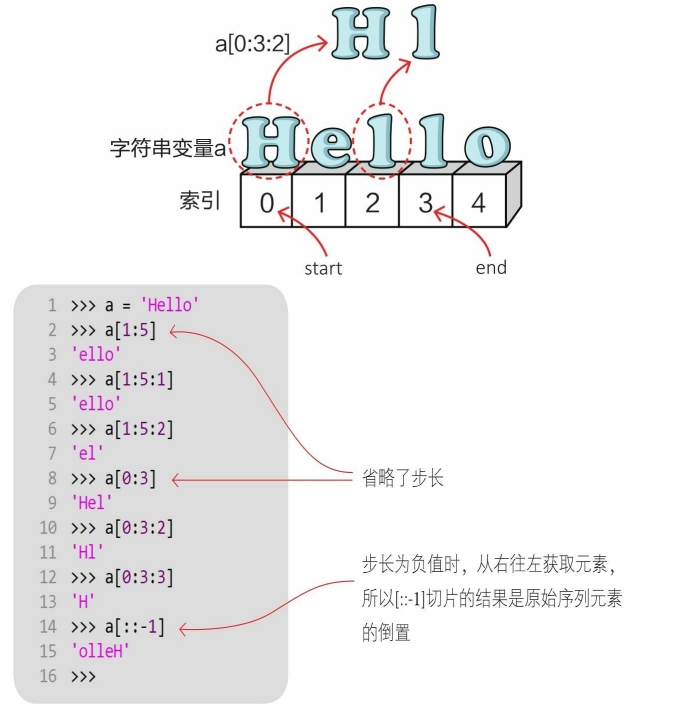 a[0:3:2]
Hl
字符串变量a
Hello
索引
0 1 2 3 4
start
end
1 >>> a = 'Hello'
2 >>> a[1:5]
3 'ello'
4 >>> a[1:5:1]
5 'ello'
6 >>> a[1:5:2]
7 'el'
8 >>> a[0:3]
9 'Hel'
10 >>> a[0:3:2]
11 'Hl'
12 >>> a[0:3:3]
13 'H'
14 >>> a[::-1]
15 'olleH'
16 >>>
省略了步长
步长为负值时，从右往左获取元素，
所以[::-1]切片的结果是原始序列元素
的倒置